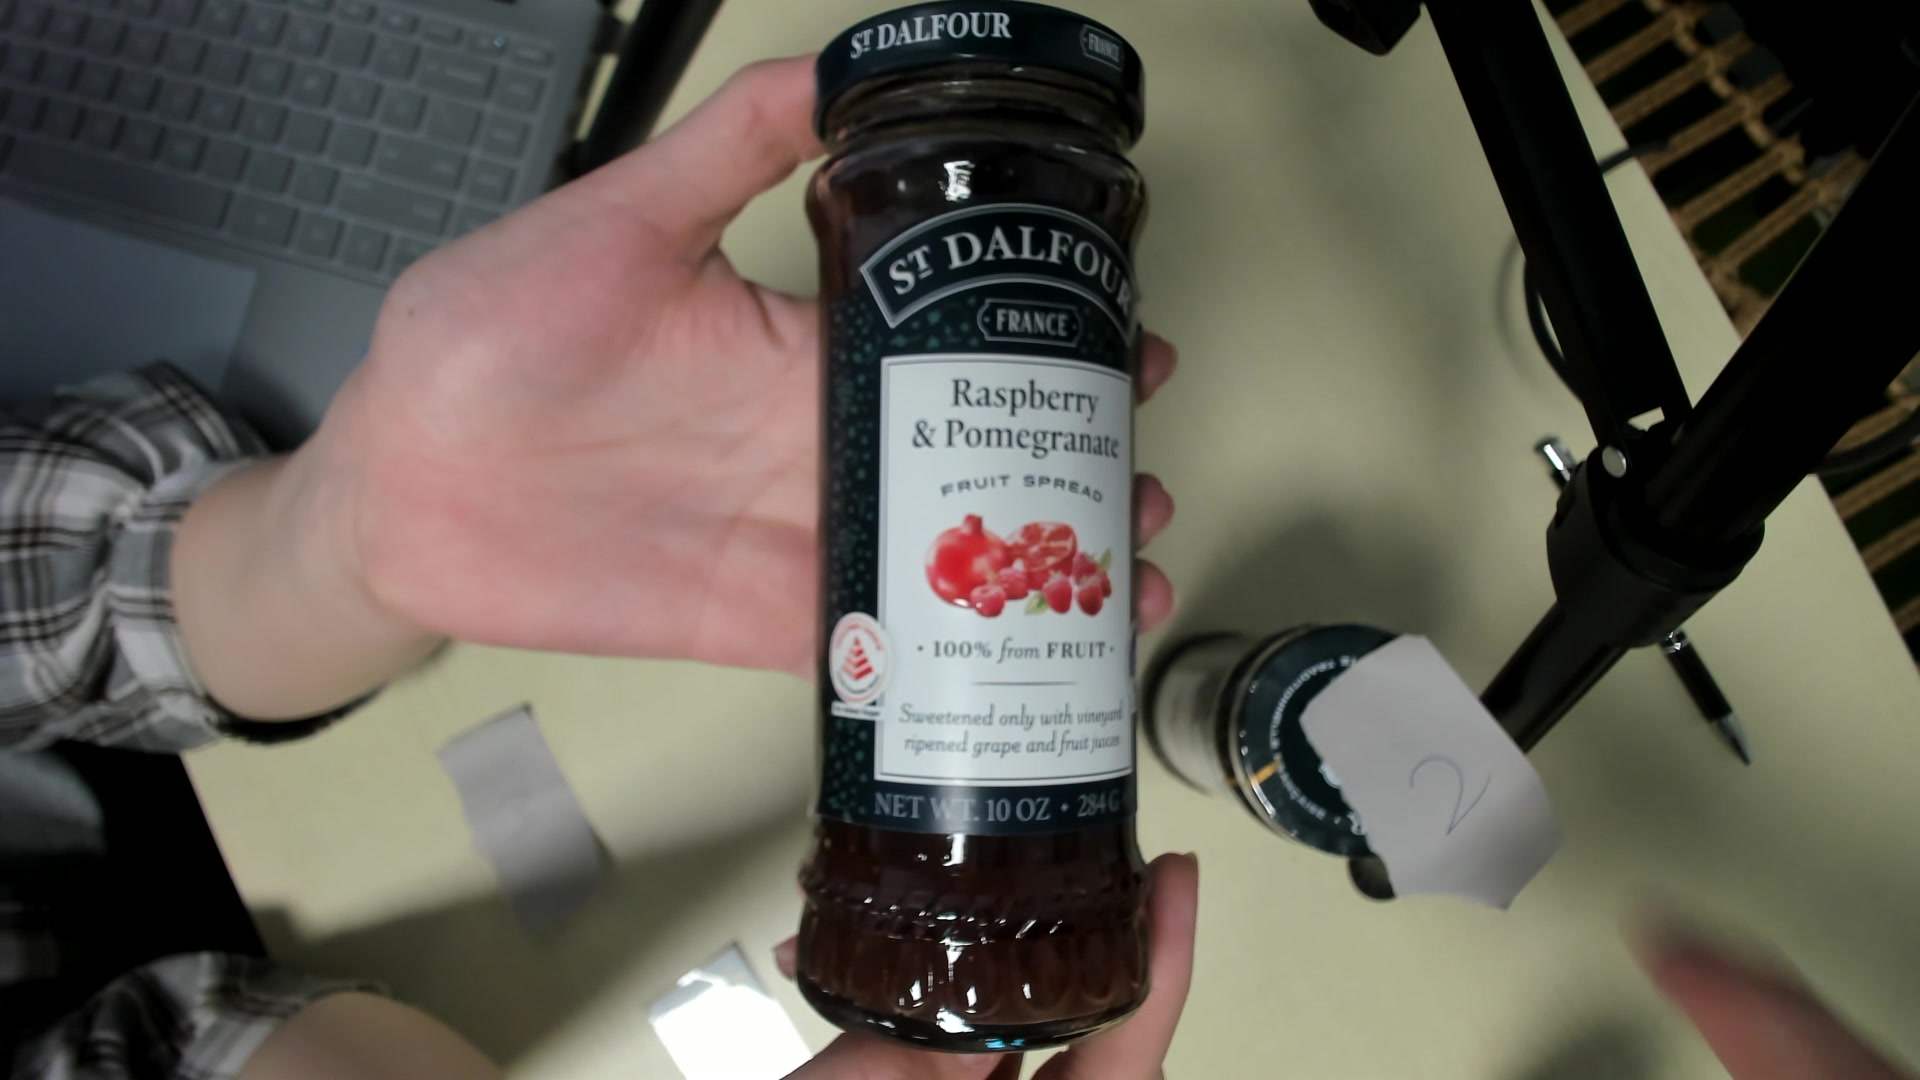 ST DALFOUR
FRANCE
ST DALFOUR
FRANCE
Raspberry
& Pomegranate
FRUIT SPREAD
• 100% from FRUIT •
Sweetened only with vineyard
ripened grape and fruit juices
NET WT. 10 OZ • 284 G
2